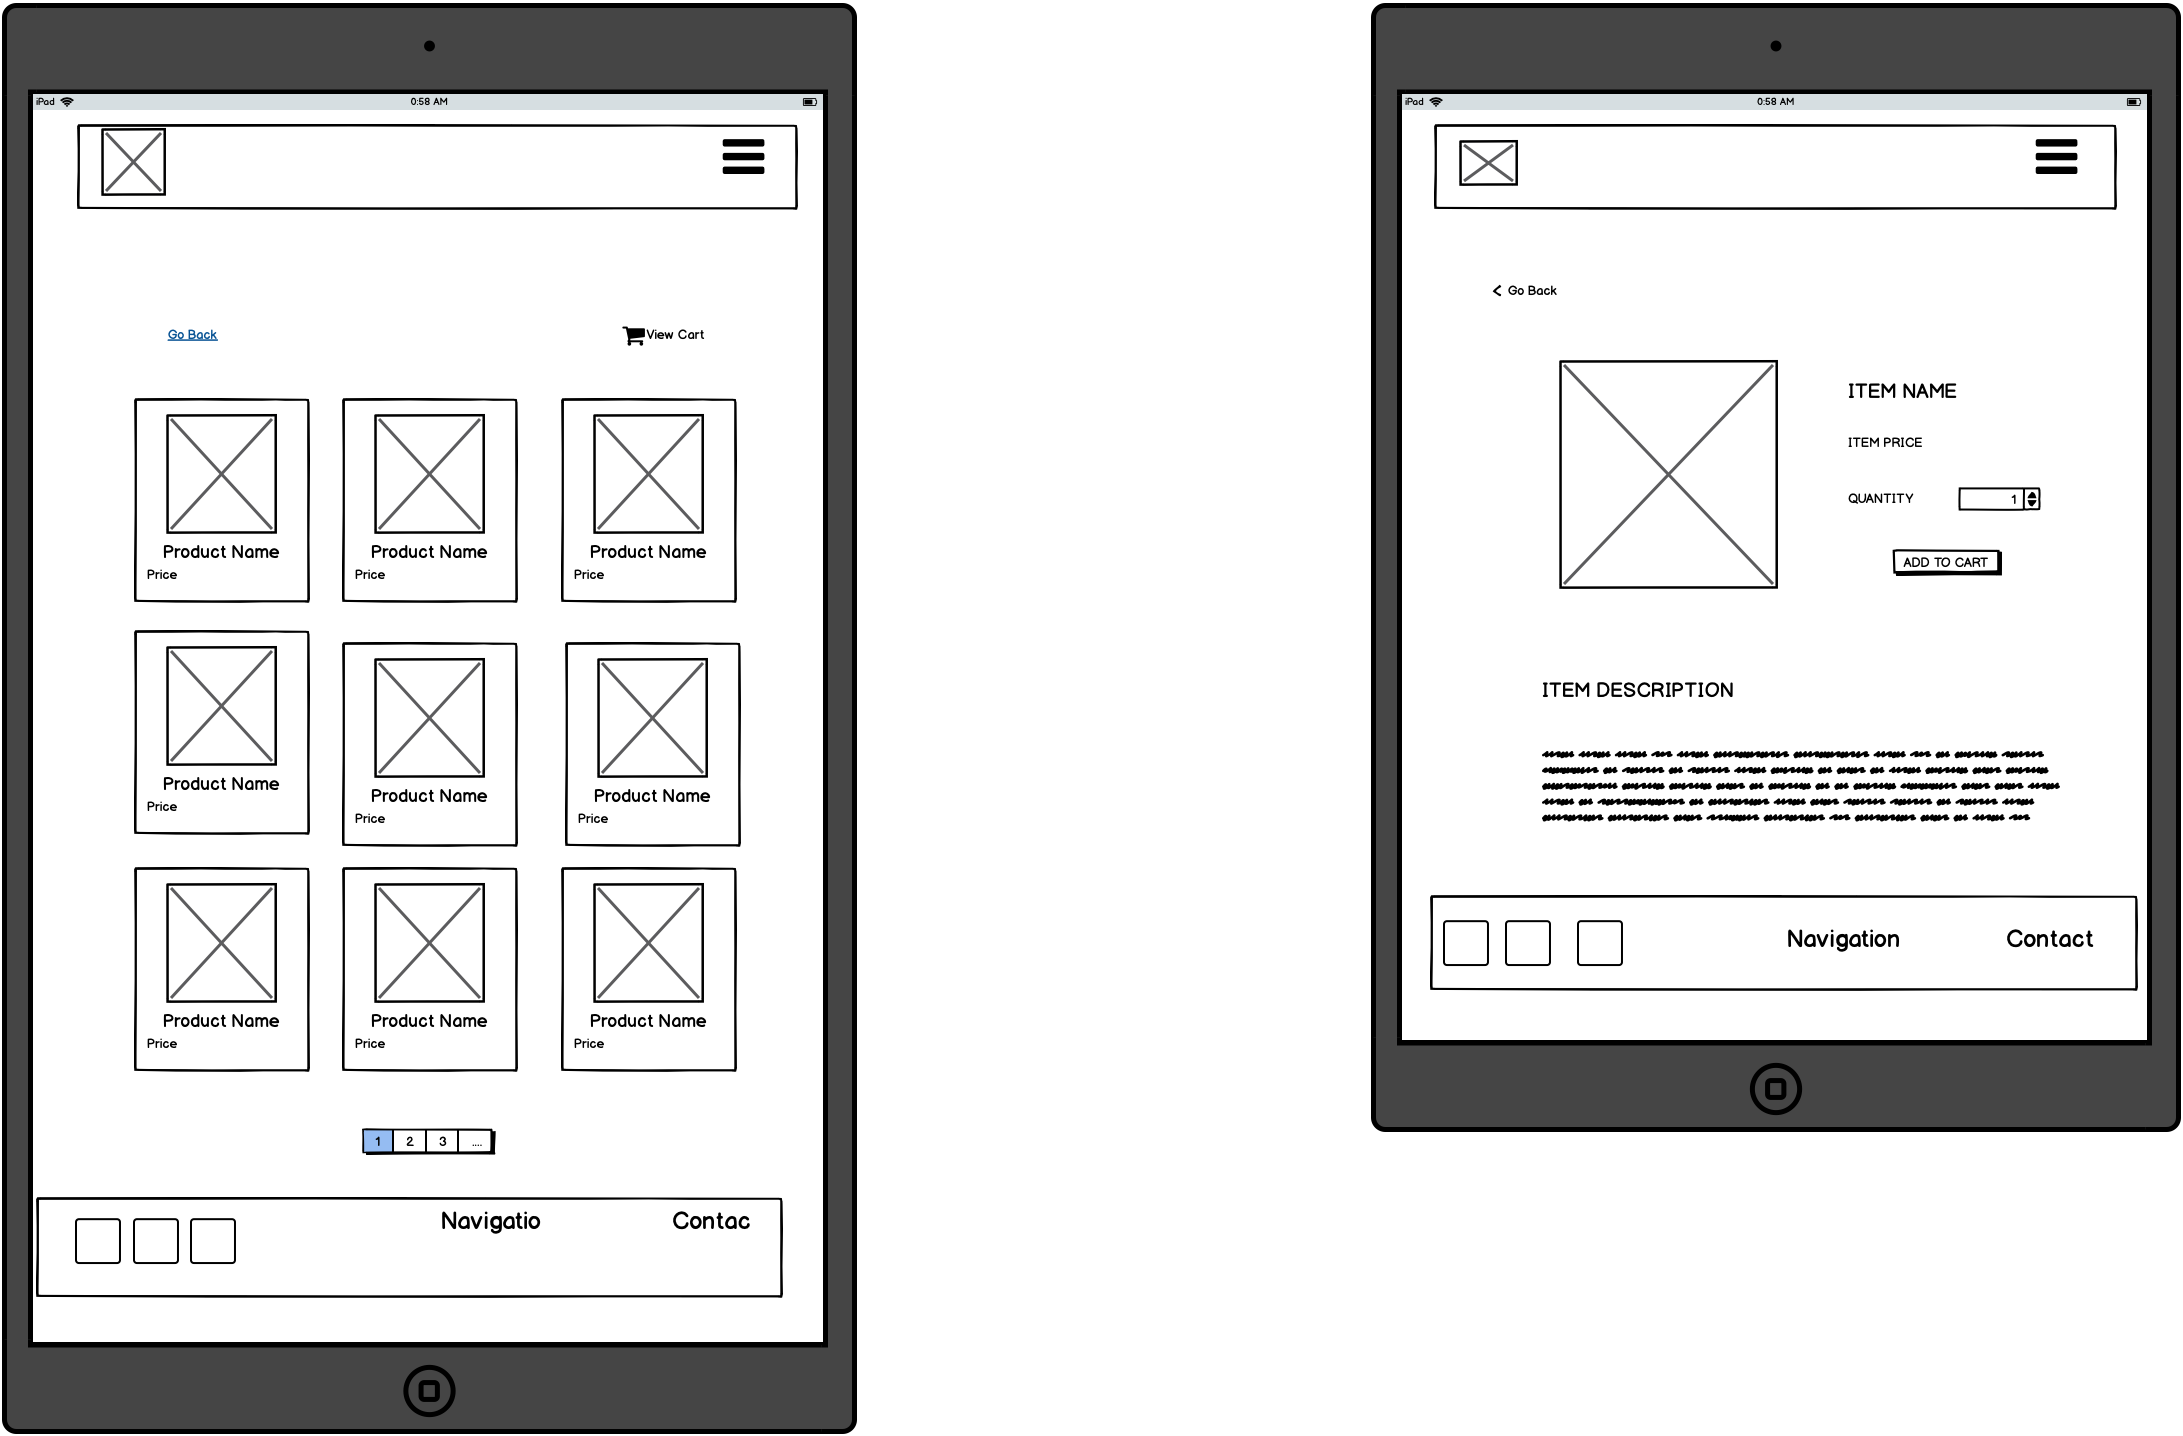 iPad 0:58 AM
Go Back View Cart
Product Name Product Name Product Name
Price Price Price
Product Name
Price
Product Name Product Name
Price Price
Product Name Product Name Product Name
Price Price Price
1 2 3 ....
Navigatio Contac
iPad 0:58 AM
Go Back
ITEM NAME
ITEM PRICE
QUANTITY 1
ADD TO CART
ITEM DESCRIPTION
Navigation Contact